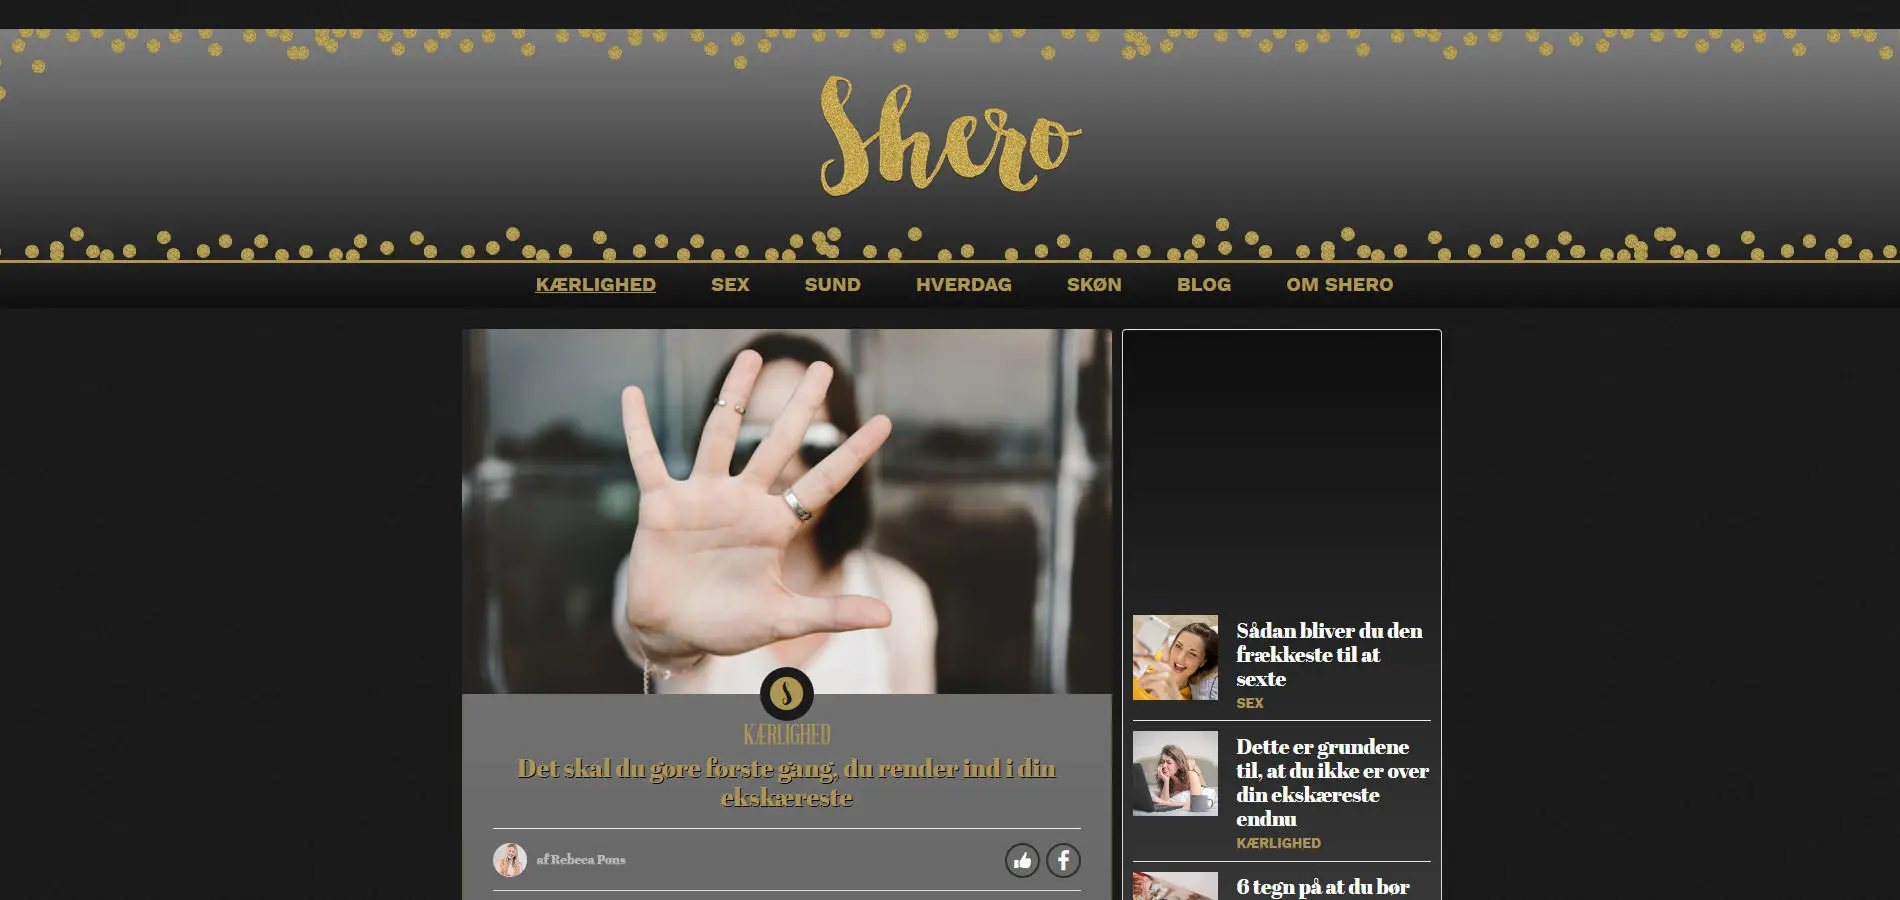 Shero
KÆRLIGHED SEX SUND HVERDAG SKØN BLOG OM SHERO
S
KÆRLIGHED
Det skal du gøre første gang, du render ind i din
ekskæreste
af Rebeca Pons
Sådan bliver du den
frækkeste til at
sexte
SEX
Dette er grundene
til, at du ikke er over
din ekskæreste
endnu
KÆRLIGHED
6 tegn på at du bør